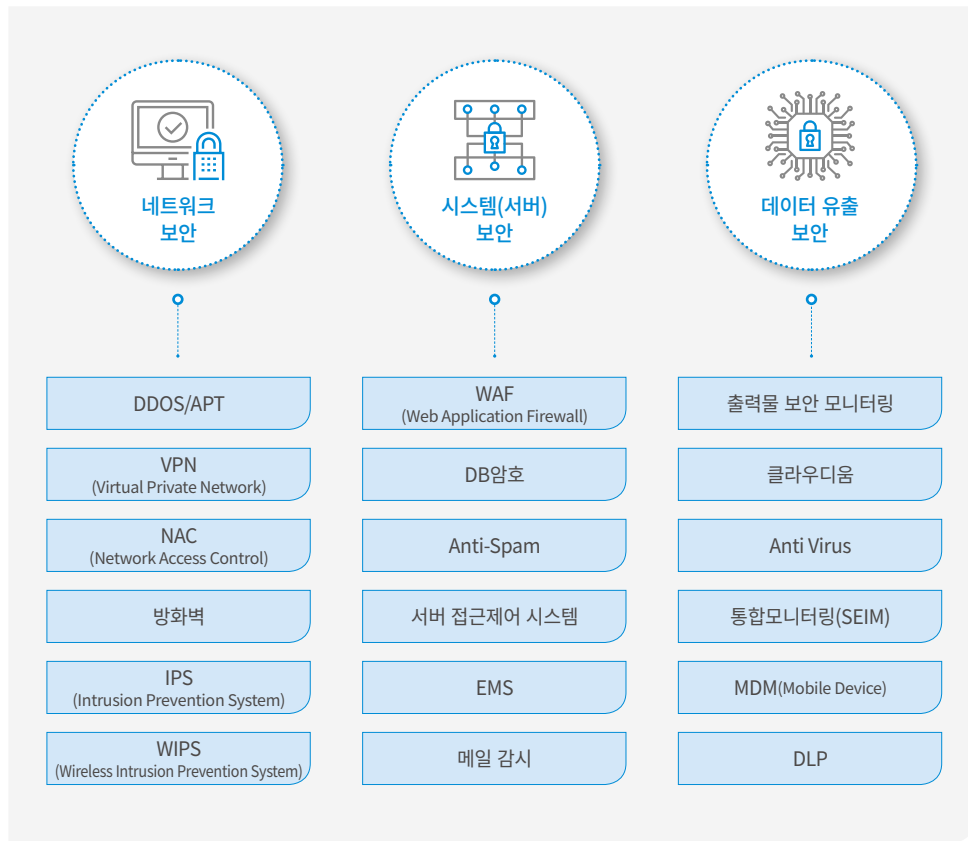 네트워크
보안
시스템(서버)
보안
데이터 유출
보안
DDOS/APT
VPN
(Virtual Private Network)
NAC
(Network Access Control)
방화벽
IPS
(Intrusion Prevention System)
WIPS
(Wireless Intrusion Prevention System)
WAF
(Web Application Firewall)
DB암호
Anti-Spam
서버 접근제어 시스템
EMS
메일 감시
출력물 보안 모니터링
클라우디움
Anti Virus
통합모니터링(SEIM)
MDM(Mobile Device)
DLP